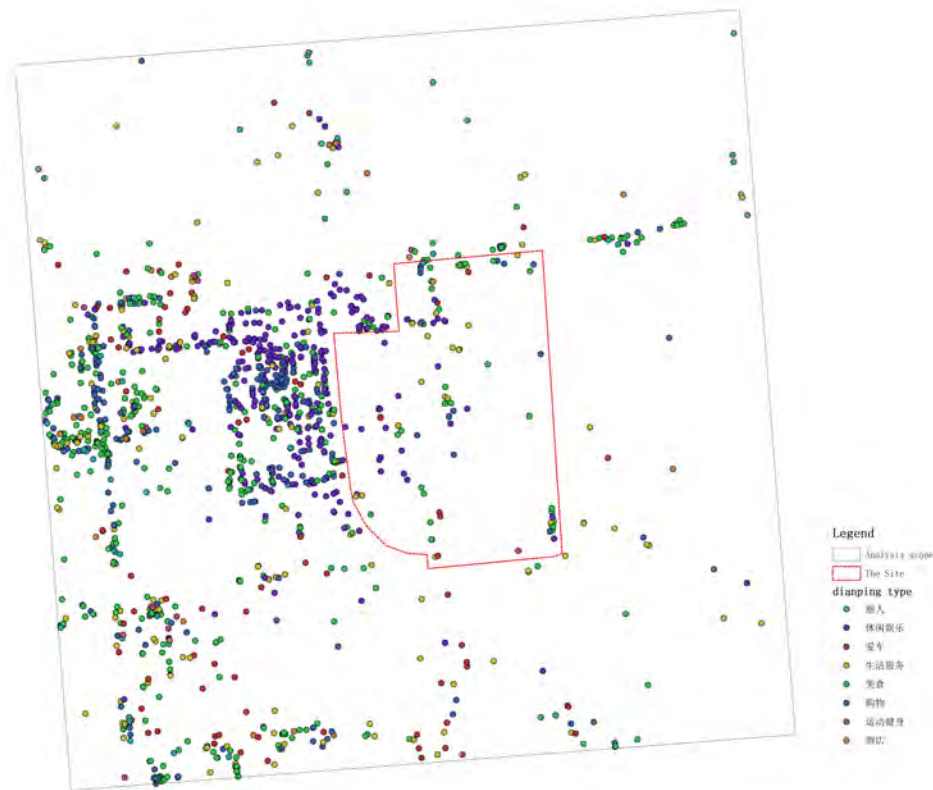 Legend
Analysis scope
The Site
dianping type
丽人
休闲娱乐
爱车
生活服务
美食
购物
运动健身
酒店